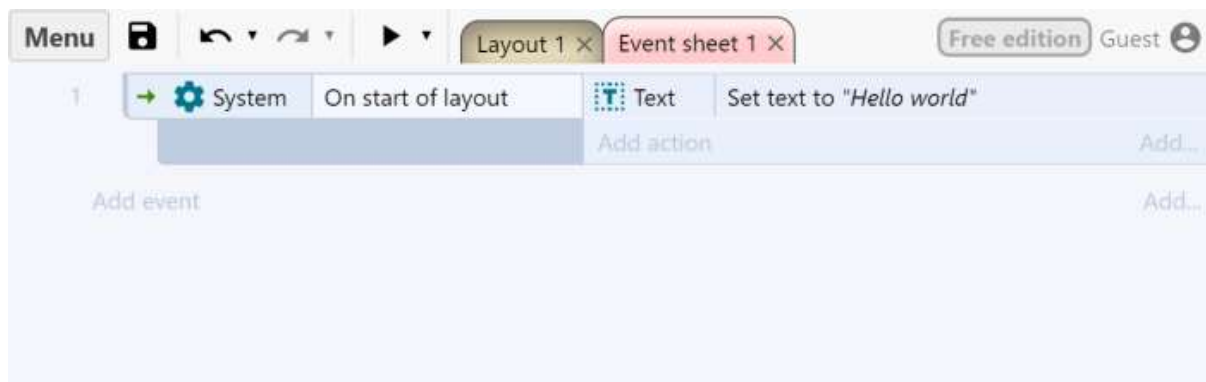 Menu Layout 1 × Event sheet 1 × Free edition Guest
1 System On start of layout T Text Set text to "Hello world"
Add action Add...
Add event Add...